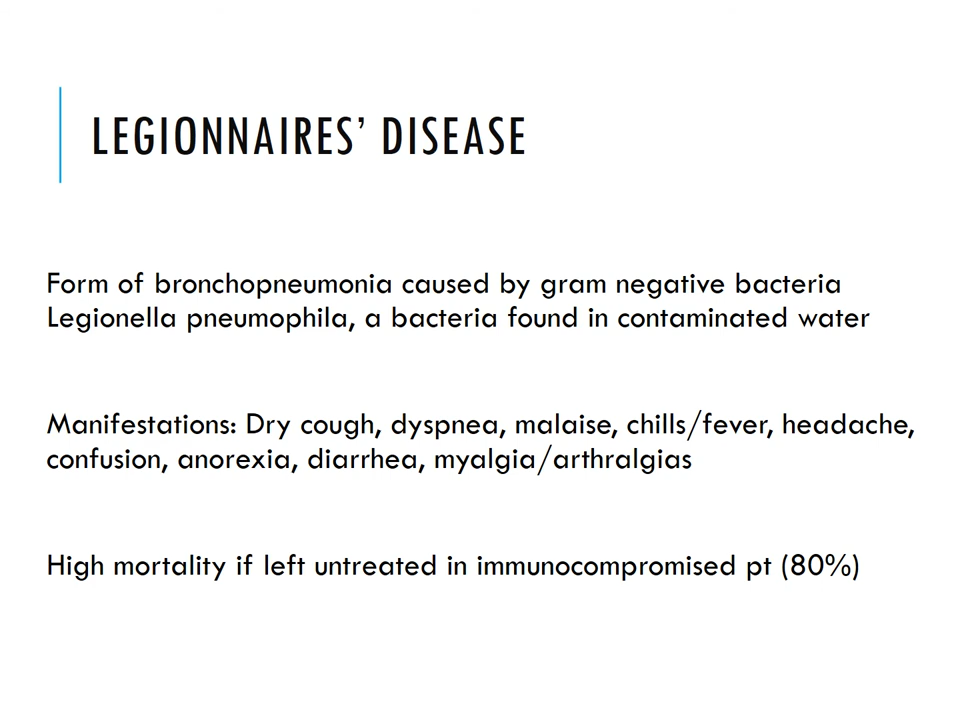 LEGIONNAIRES’ DISEASE
Form of bronchopneumonia caused by gram negative bacteria
Legionella pneumophila, a bacteria found in contaminated water
Manifestations: Dry cough, dyspnea, malaise, chills/fever, headache,
confusion, anorexia, diarrhea, myalgia/arthralgias
High mortality if left untreated in immunocompromised pt (80%)